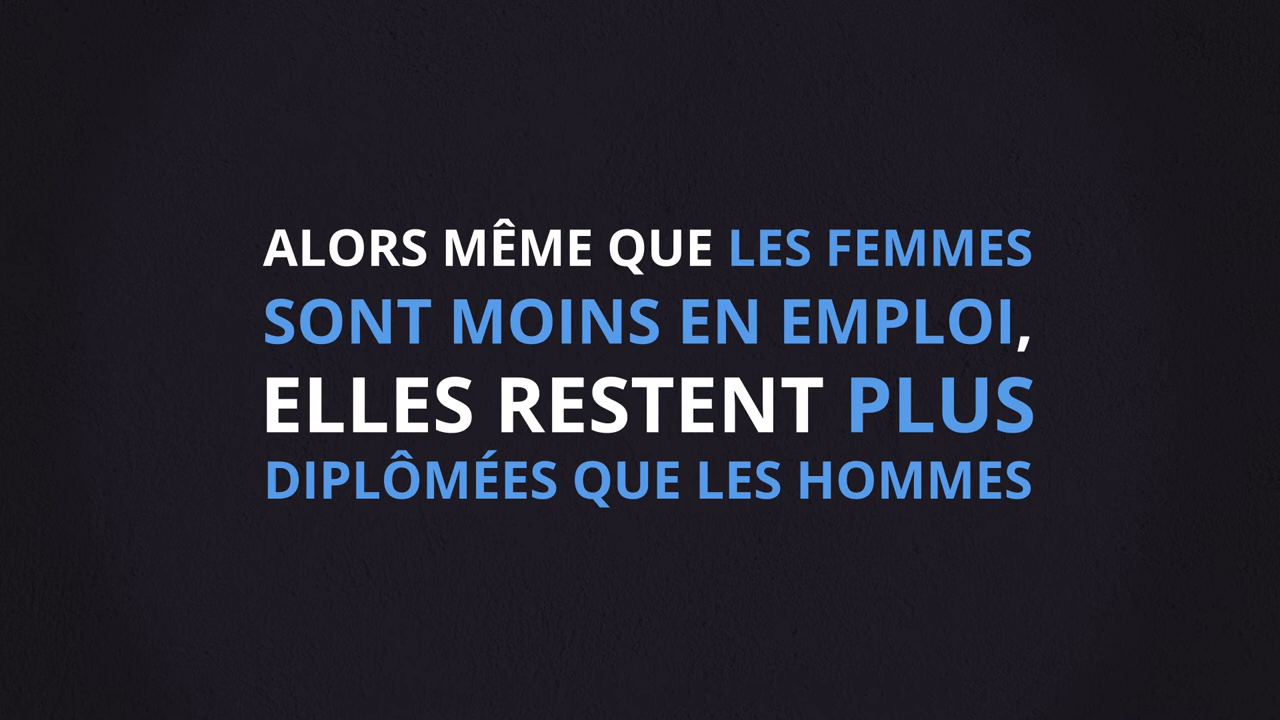 ALORS MÊME QUE LES FEMMES
SONT MOINS EN EMPLOI,
ELLES RESTENT PLUS
DIPLÔMÉES QUE LES HOMMES